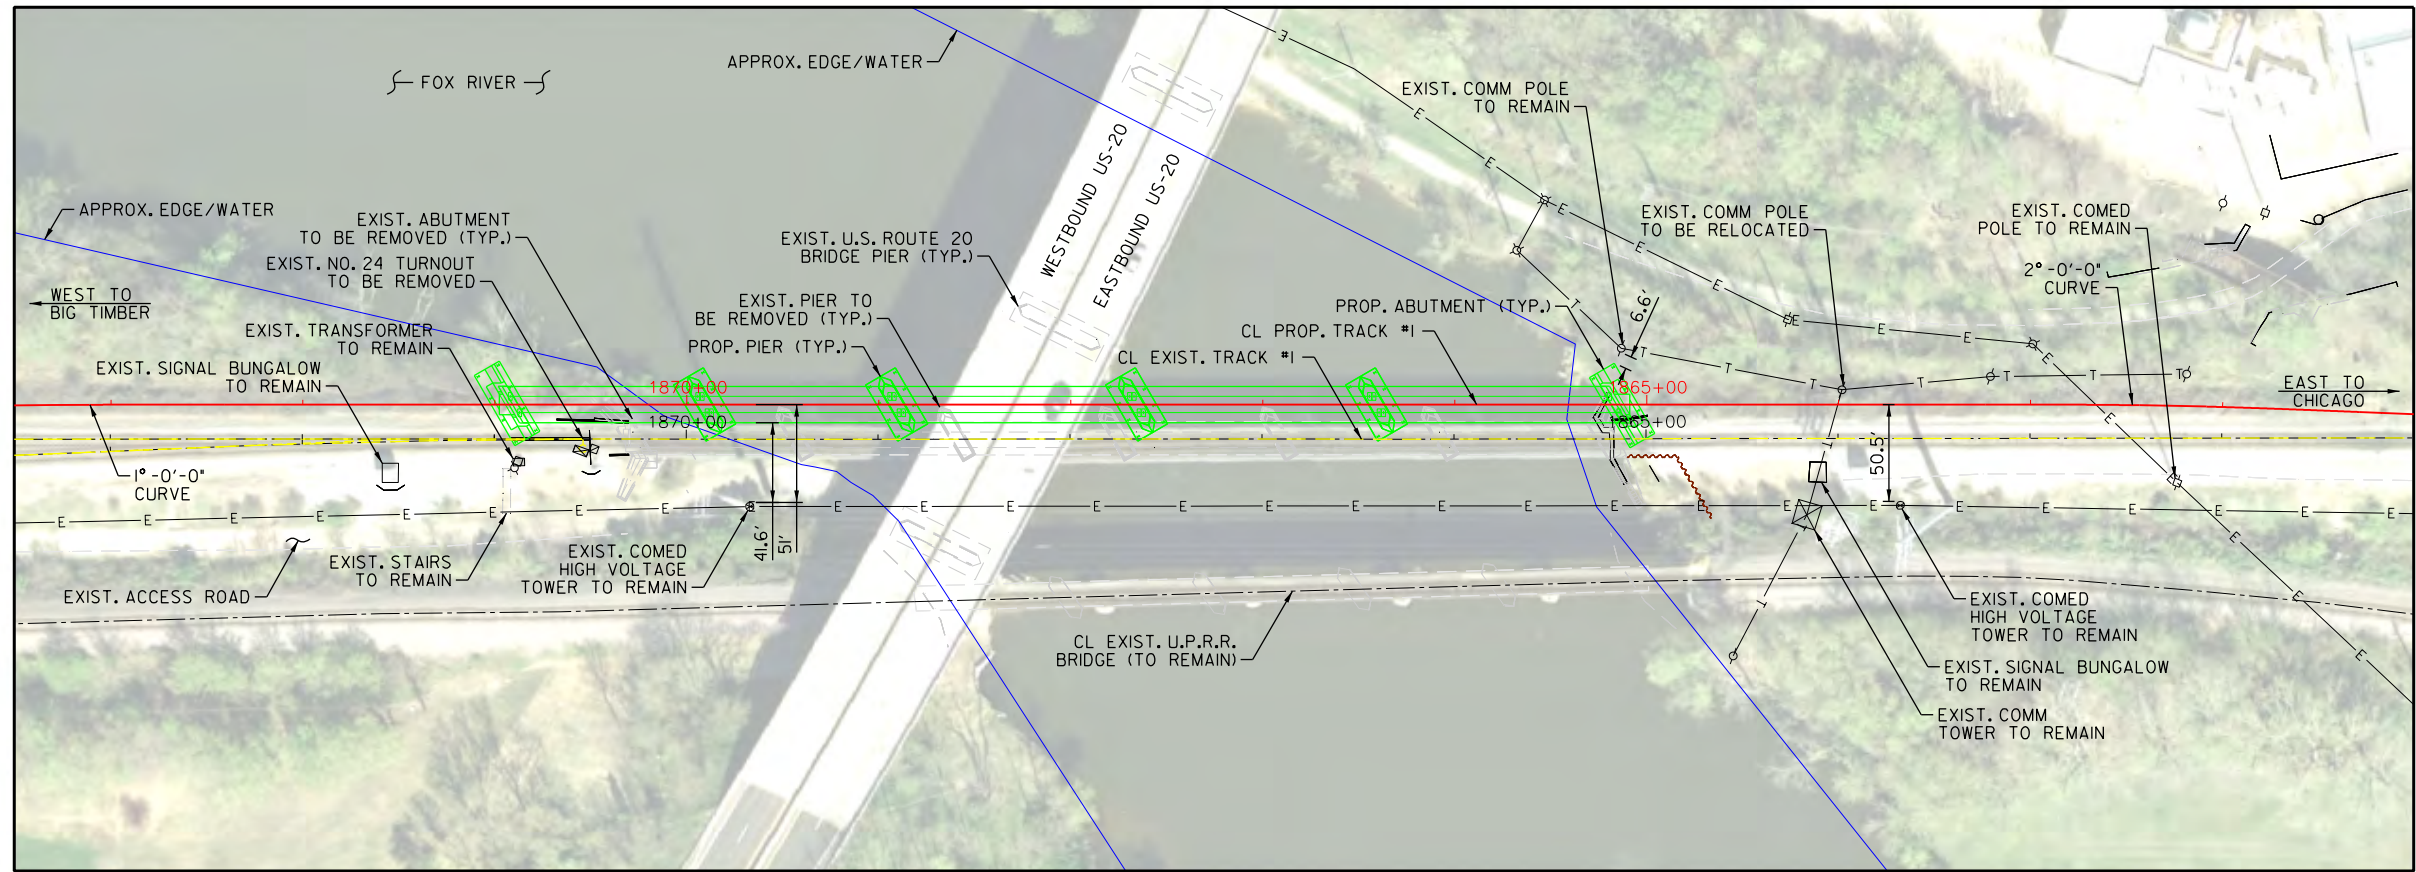 FOX RIVER
APPROX. EDGE/WATER
EXIST. COMM POLE
TO REMAIN
WESTBOUND US-20
EASTBOUND US-20
APPROX. EDGE/WATER
EXIST. ABUTMENT
TO BE REMOVED (TYP.)
EXIST. NO. 24 TURNOUT
TO BE REMOVED
EXIST. U.S. ROUTE 20
BRIDGE PIER (TYP.)
EXIST. COMM POLE
TO BE RELOCATED
EXIST. COMED
POLE TO REMAIN
2°-0'-0"
CURVE
WEST TO
BIG TIMBER
EXIST. TRANSFORMER
TO REMAIN
EXIST. PIER TO
BE REMOVED (TYP.)
PROP. PIER (TYP.)
PROP. ABUTMENT (TYP.)
6.6'
CL PROP. TRACK #1
CL EXIST. TRACK #1
EXIST. SIGNAL BUNGALOW
TO REMAIN
1870+00
1865+00
EAST TO
CHICAGO
1870+00
1865+00
1°-0'-0"
CURVE
50.5'
41.6'
51'
EXIST. STAIRS
TO REMAIN
EXIST. COMED
HIGH VOLTAGE
TOWER TO REMAIN
EXIST. ACCESS ROAD
CL EXIST. U.P.R.R.
BRIDGE (TO REMAIN)
EXIST. COMED
HIGH VOLTAGE
TOWER TO REMAIN
EXIST. SIGNAL BUNGALOW
TO REMAIN
EXIST. COMM
TOWER TO REMAIN
E E E E E E E E
T T T T T T T
E E E E E E E E E E E E E E E E E E E E E E E E E E